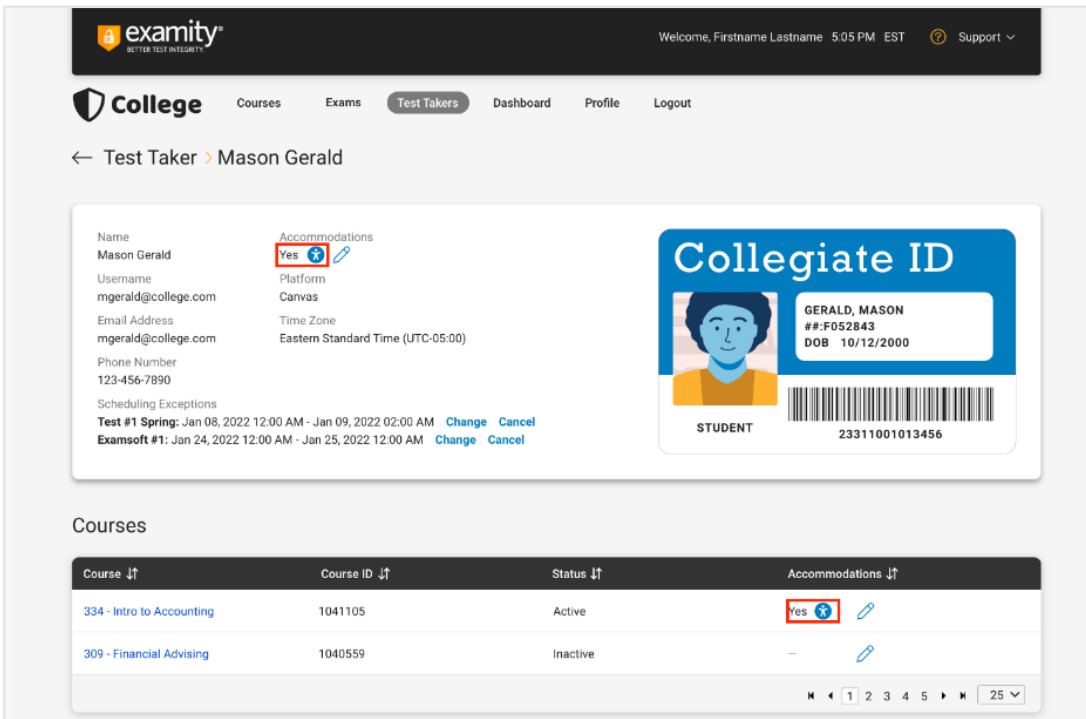 examity®
BETTER TEST INTEGRITY.
Welcome, Firstname Lastname 5:05 PM EST
? Support
College
Courses Exams Test Takers Dashboard Profile Logout
← Test Taker > Mason Gerald
Name
Mason Gerald
Username
mgerald@college.com
Email Address
mgerald@college.com
Phone Number
123-456-7890
Accommodations
Yes
Platform
Canvas
Time Zone
Eastern Standard Time (UTC-05:00)
Scheduling Exceptions
Test #1 Spring: Jan 08, 2022 12:00 AM - Jan 09, 2022 02:00 AM Change Cancel
Examsoft #1: Jan 24, 2022 12:00 AM - Jan 25, 2022 12:00 AM Change Cancel
Collegiate ID
GERALD, MASON
##:F052843
DOB 10/12/2000
STUDENT
23311001013456
Courses
Course Course ID Status Accommodations
334 - Intro to Accounting 1041105 Active Yes
309 - Financial Advising 1040559 Inactive –
1 2 3 4 5 25